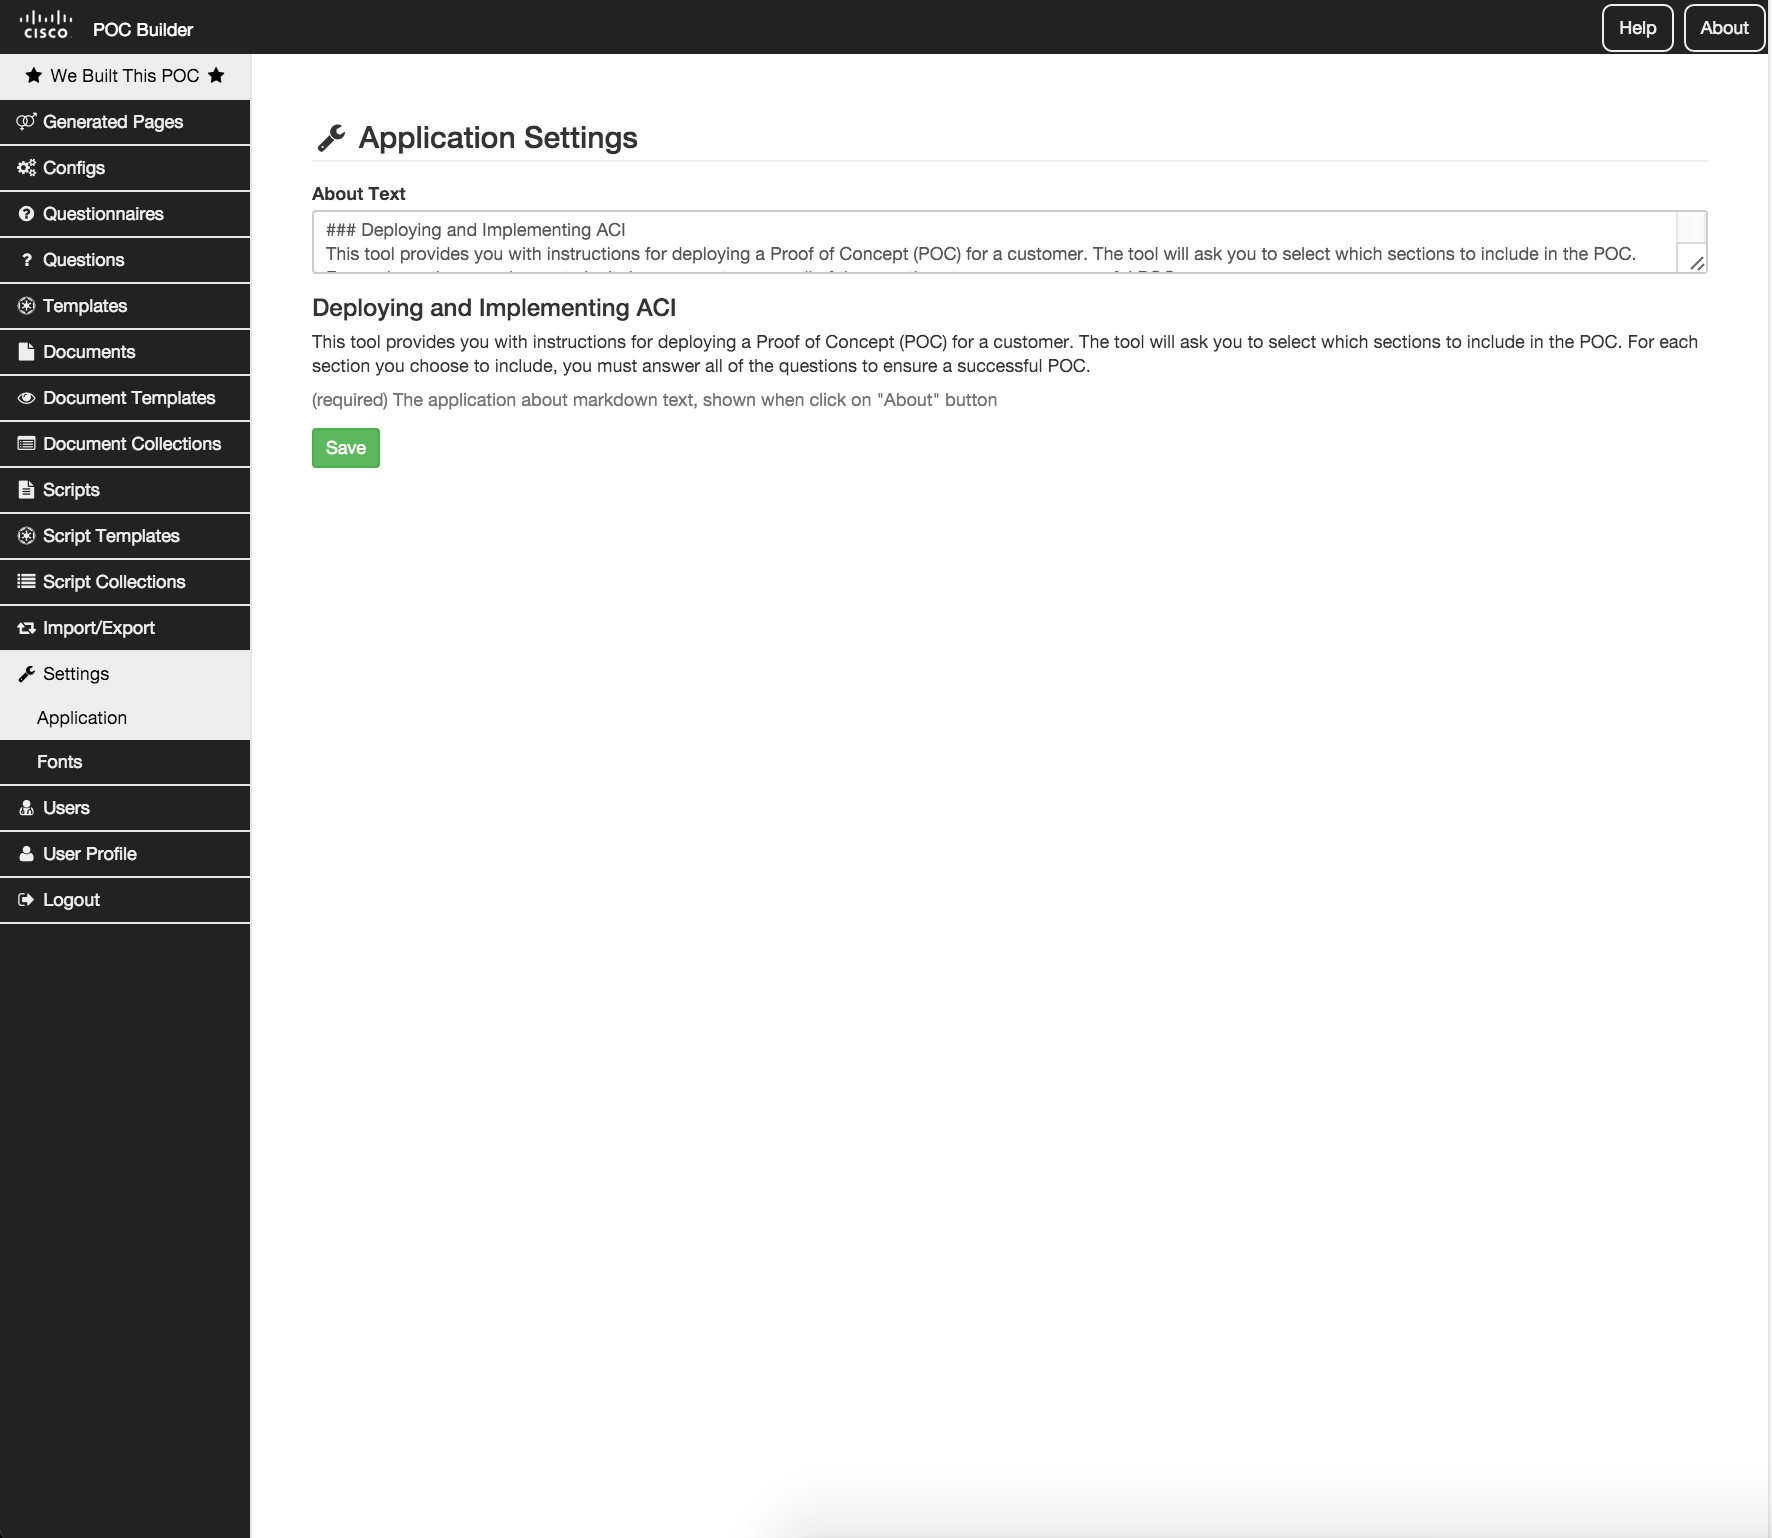 CISCO POC Builder
Help
About
★ We Built This POC ★
Generated Pages
Configs
Questionnaires
? Questions
Templates
Documents
Document Templates
Document Collections
Scripts
Script Templates
Script Collections
Import/Export
Settings
Application
Fonts
Users
User Profile
Logout
Application Settings
About Text
### Deploying and Implementing ACI
This tool provides you with instructions for deploying a Proof of Concept (POC) for a customer. The tool will ask you to select which sections to include in the POC.
Deploying and Implementing ACI
This tool provides you with instructions for deploying a Proof of Concept (POC) for a customer. The tool will ask you to select which sections to include in the POC. For each
section you choose to include, you must answer all of the questions to ensure a successful POC.
(required) The application about markdown text, shown when click on "About" button
Save